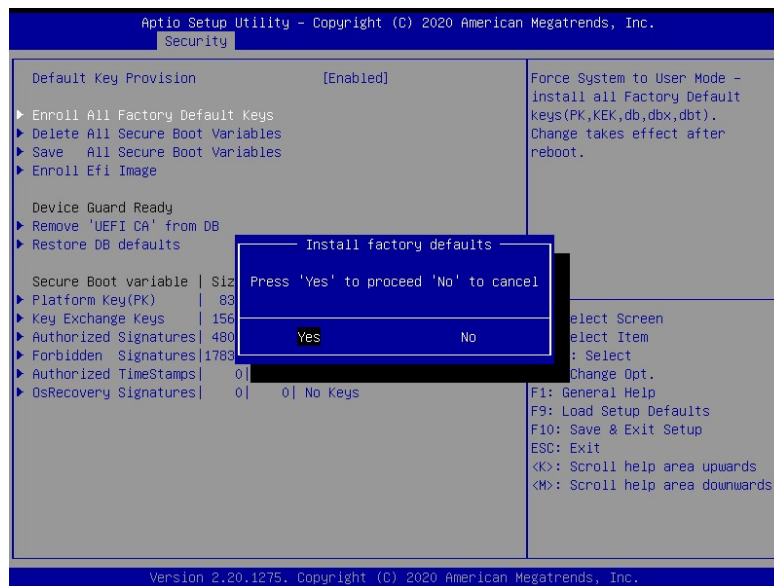 Aptio Setup Utility – Copyright (C) 2020 American Megatrends, Inc.
Security
Default Key Provision [Enabled]
▶ Enroll All Factory Default Keys
▶ Delete All Secure Boot Variables
▶ Save All Secure Boot Variables
▶ Enroll Efi Image
Device Guard Ready
▶ Remove 'UEFI CA' from DB
▶ Restore DB defaults
Secure Boot variable | Siz
▶ Platform Key(PK) | 83
▶ Key Exchange Keys | 156
▶ Authorized Signatures| 480
▶ Forbidden Signatures|1783
▶ Authorized TimeStamps| 0|
▶ OsRecovery Signatures| 0| 0| No Keys
Install factory defaults
Press 'Yes' to proceed 'No' to cancel
Yes No
Force System to User Mode –
install all Factory Default
keys(PK,KEK,db,dbx,dbt).
Change takes effect after
reboot.
elect Screen
elect Item
: Select
Change Opt.
F1: General Help
F9: Load Setup Defaults
F10: Save & Exit Setup
ESC: Exit
<K>: Scroll help area upwards
<M>: Scroll help area downwards
Version 2.20.1275. Copyright (C) 2020 American Megatrends, Inc.